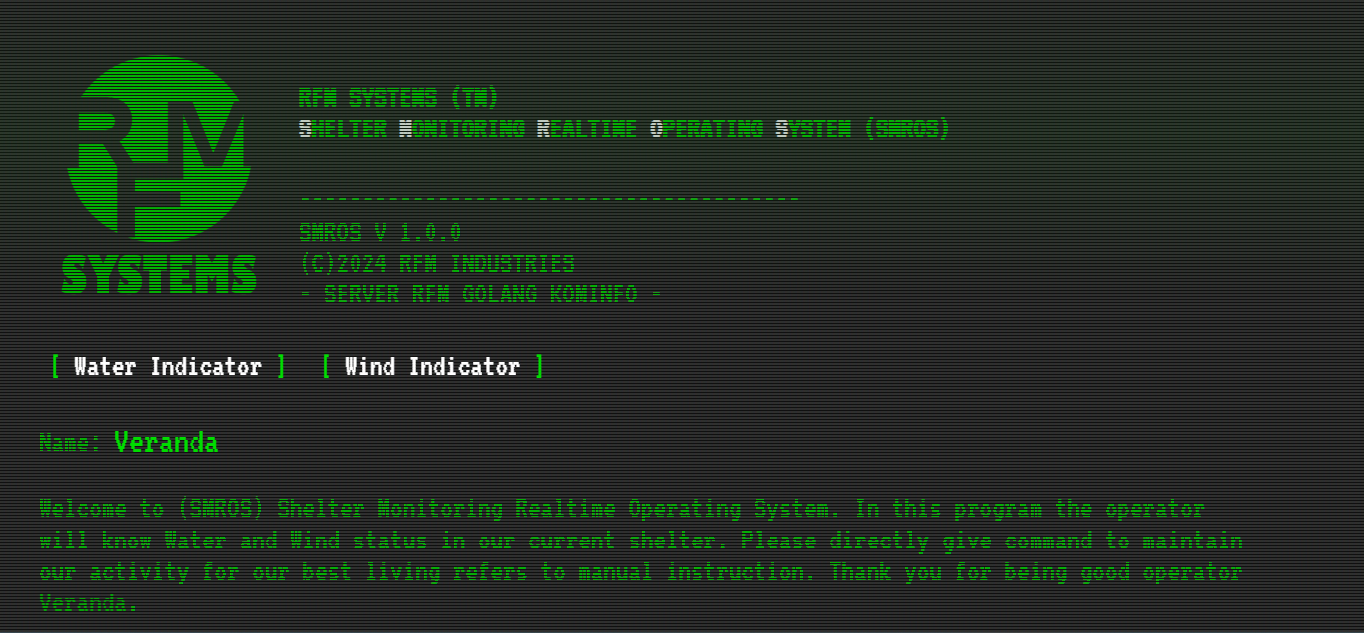 RFM
SYSTEMS
RFM SYSTEMS (TM)
SHELTER MONITORING REALTIME OPERATING SYSTEM (SMROS)
----------------------------------------
SMROS V 1.0.0
(C)2024 RFM INDUSTRIES
- SERVER RFM GOLANG KOMINFO -
[ Water Indicator ] [ Wind Indicator ]
Name: Veranda
Welcome to (SMROS) Shelter Monitoring Realtime Operating System. In this program the operator
will know Water and Wind status in our current shelter. Please directly give command to maintain
our activity for our best living refers to manual instruction. Thank you for being good operator
Veranda.